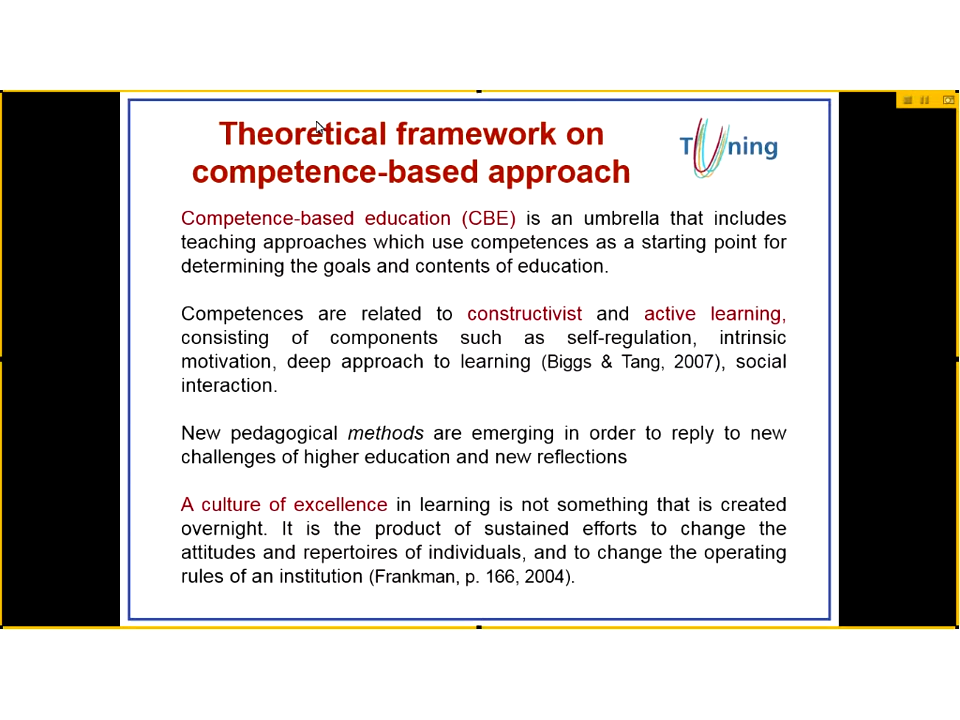 Theoretical framework on
competence-based approach
TUning
Competence-based education (CBE) is an umbrella that includes
teaching approaches which use competences as a starting point for
determining the goals and contents of education.
Competences are related to constructivist and active learning,
consisting of components such as self-regulation, intrinsic
motivation, deep approach to learning (Biggs & Tang, 2007), social
interaction.
New pedagogical methods are emerging in order to reply to new
challenges of higher education and new reflections
A culture of excellence in learning is not something that is created
overnight. It is the product of sustained efforts to change the
attitudes and repertoires of individuals, and to change the operating
rules of an institution (Frankman, p. 166, 2004).